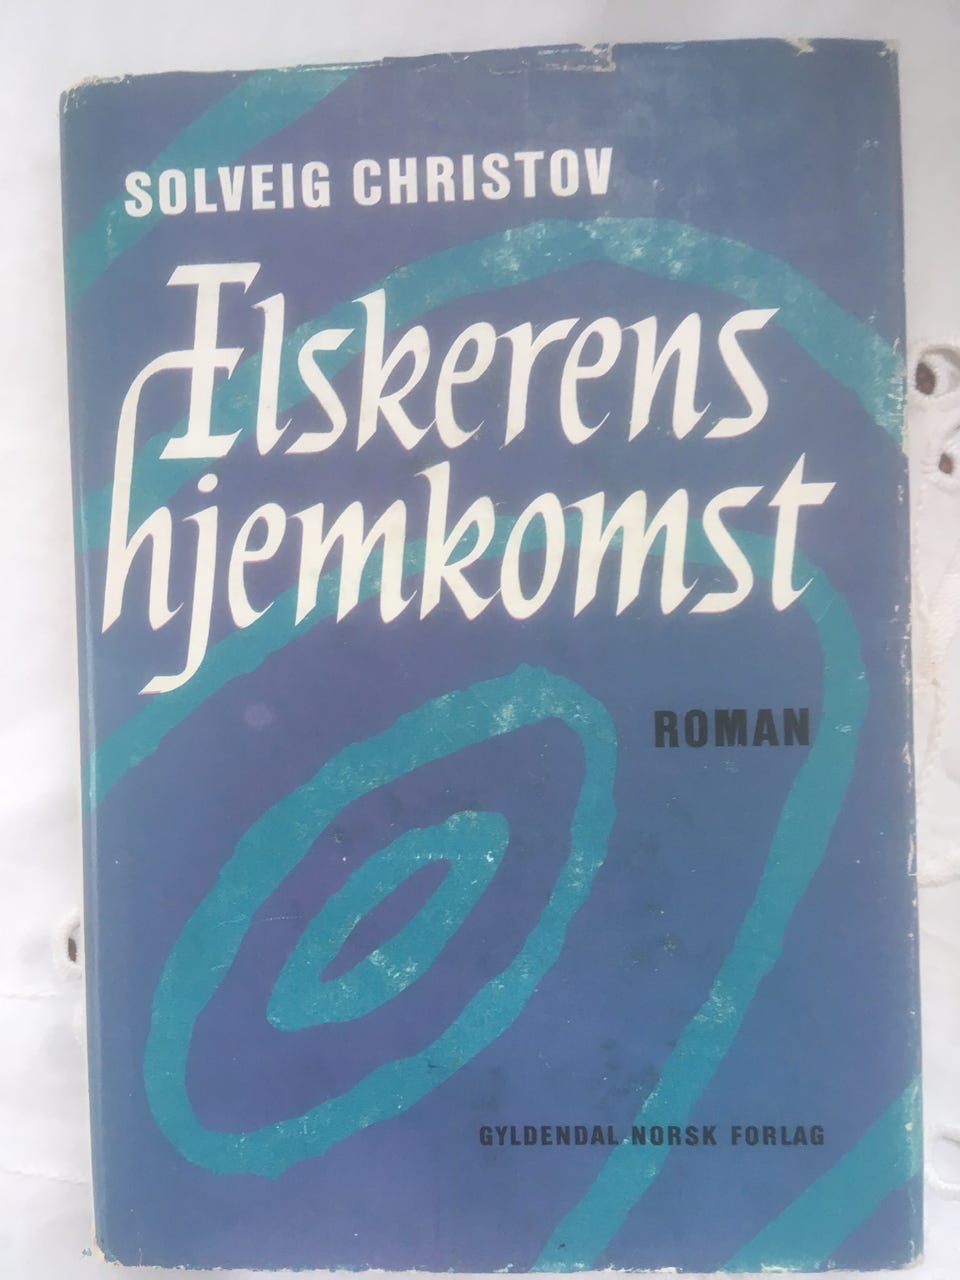 SOLVEIG CHRISTOV
Elskerens
hjemkomst
ROMAN
GYLDENDAL NORSK FORLAG